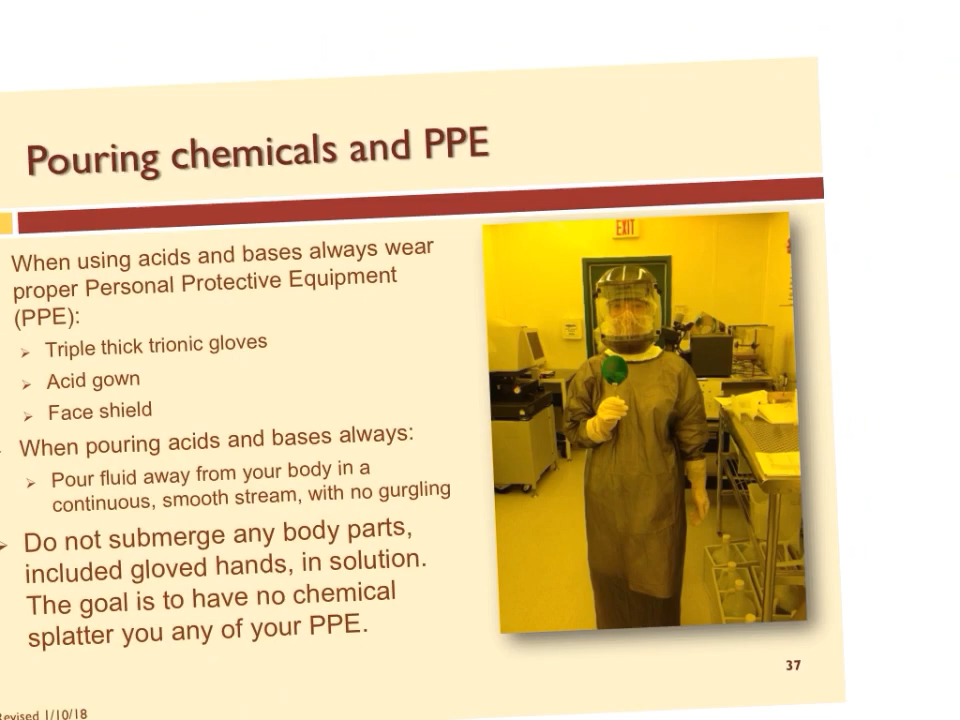 Pouring chemicals and PPE
When using acids and bases always wear
proper Personal Protective Equipment
(PPE):
Triple thick trionic gloves
Acid gown
Face shield
When pouring acids and bases always:
Pour fluid away from your body in a
continuous, smooth stream, with no gurgling
Do not submerge any body parts,
included gloved hands, in solution.
The goal is to have no chemical
splatter you any of your PPE.
EXIT
37
Revised 1/10/18